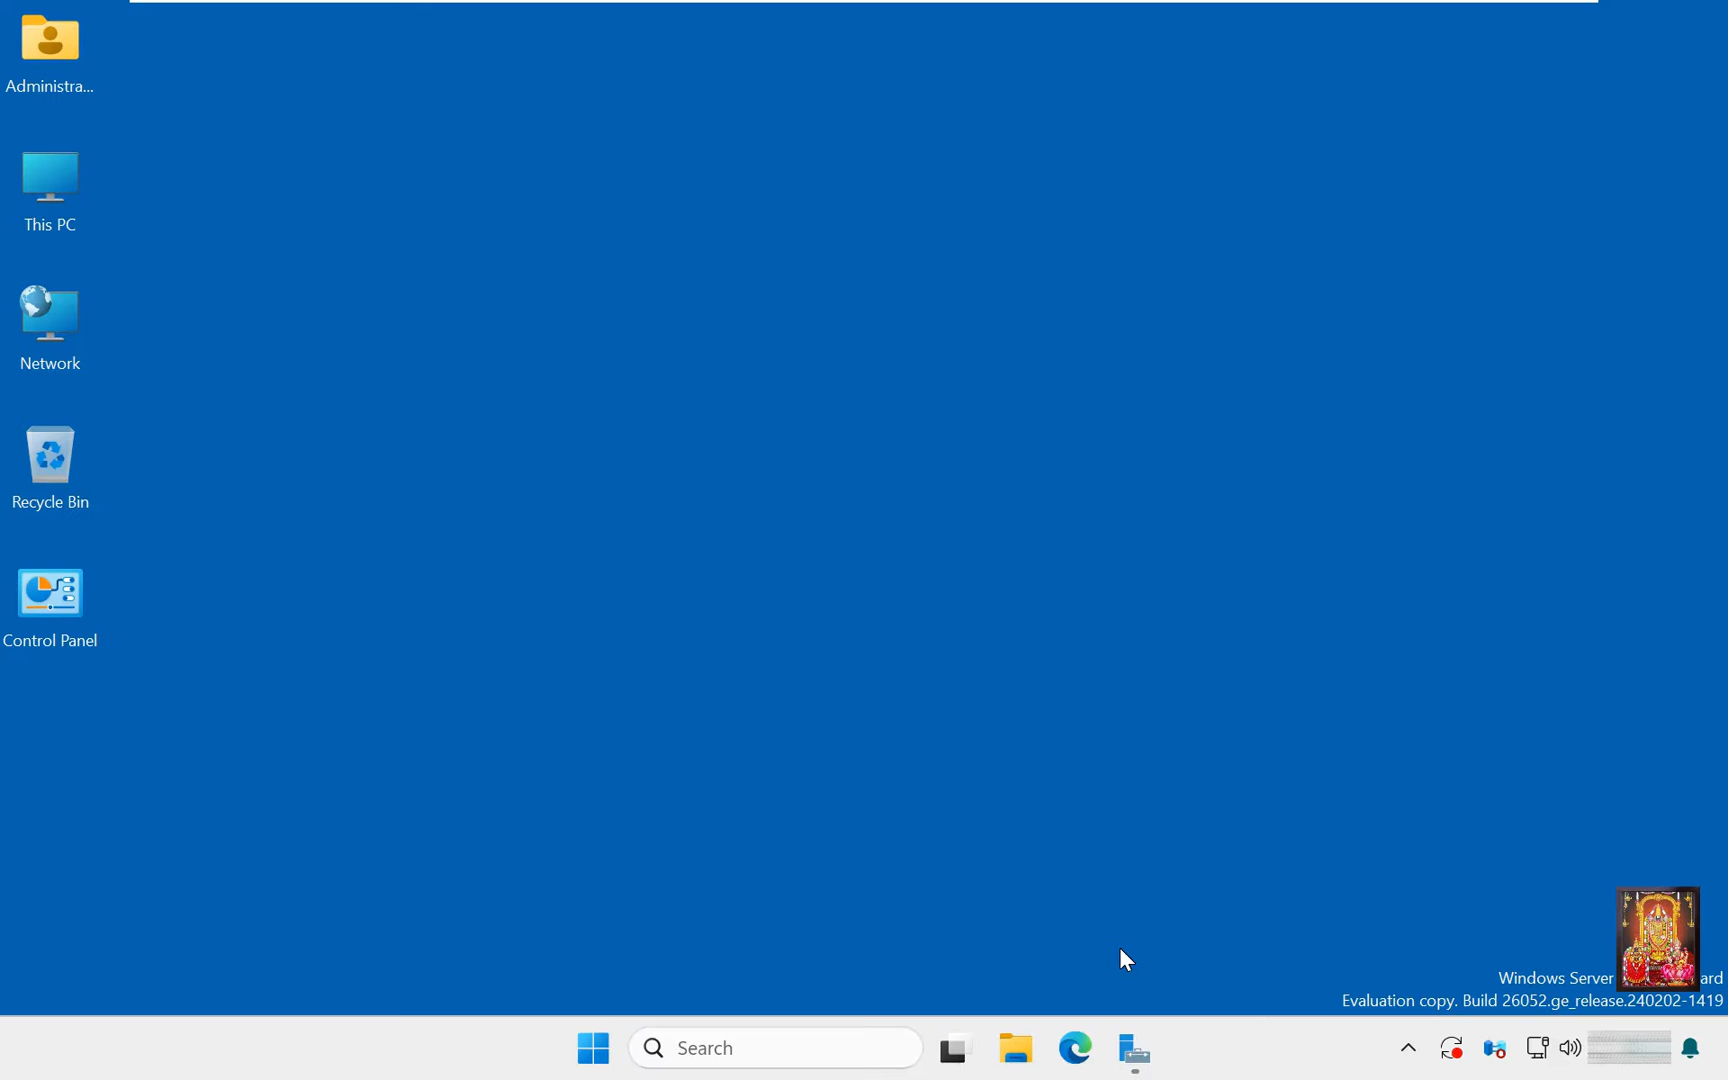 Administra...
This PC
Network
Recycle Bin
Control Panel
Windows Server ard
Evaluation copy. Build 26052.ge_release.240202-1419
Search